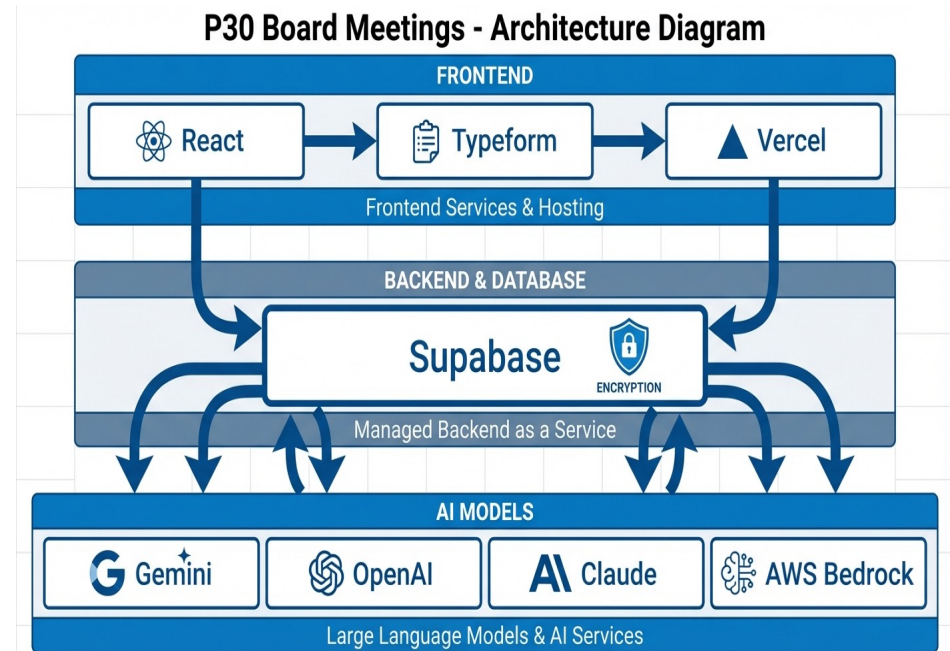 P30 Board Meetings - Architecture Diagram
FRONTEND
React
Typeform
Vercel
Frontend Services & Hosting
BACKEND & DATABASE
Supabase
ENCRYPTION
Managed Backend as a Service
AI MODELS
Gemini
OpenAI
Claude
AWS Bedrock
Large Language Models & AI Services